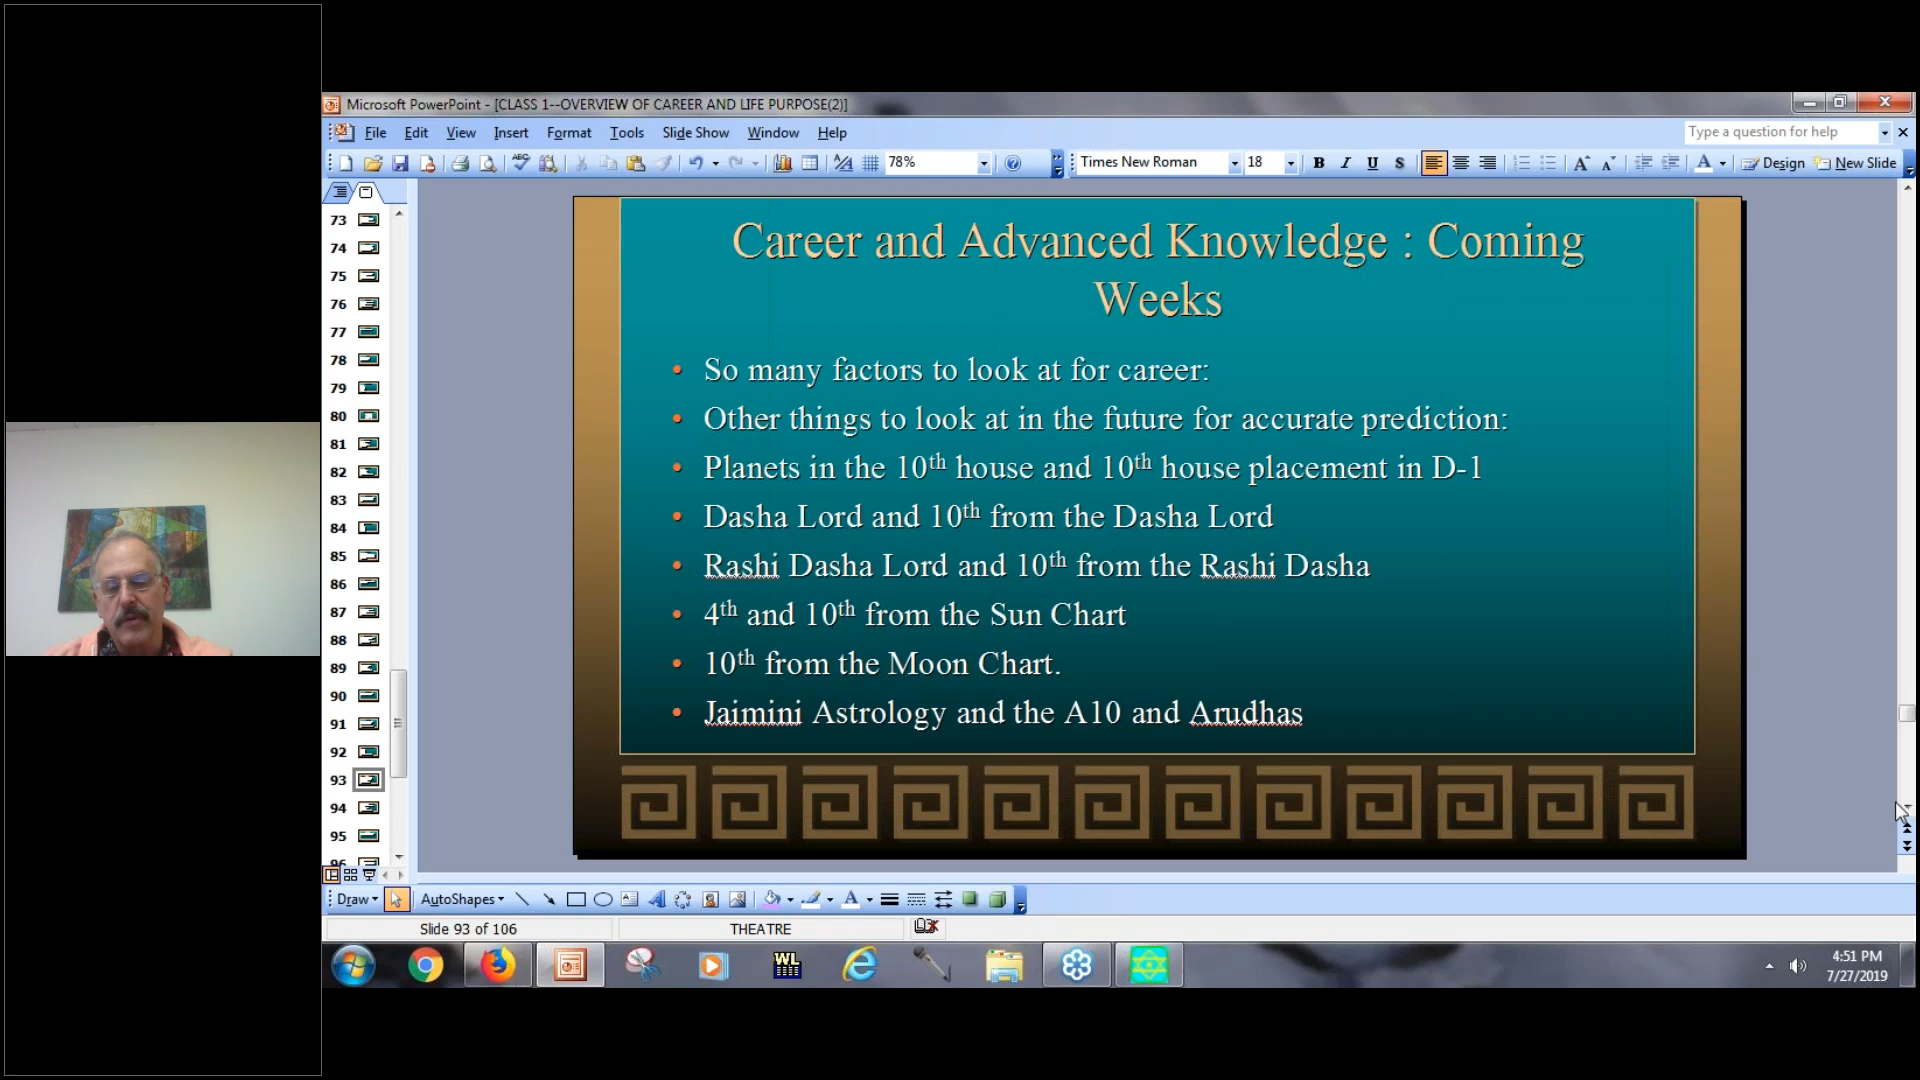 Microsoft PowerPoint - [CLASS 1--OVERVIEW OF CAREER AND LIFE PURPOSE(2)]
File Edit View Insert Format Tools Slide Show Window Help
Type a question for help
78%
Times New Roman
18
B I U S
A A
A
Design
New Slide
73
74
75
76
77
78
79
80
81
82
83
84
85
86
87
88
89
90
91
92
93
94
95
96
Career and Advanced Knowledge : Coming
Weeks
• So many factors to look at for career:
• Other things to look at in the future for accurate prediction:
• Planets in the 10th house and 10th house placement in D-1
• Dasha Lord and 10th from the Dasha Lord
• Rashi Dasha Lord and 10th from the Rashi Dasha
• 4th and 10th from the Sun Chart
• 10th from the Moon Chart.
• Jaimini Astrology and the A10 and Arudhas
Draw
AutoShapes
A
Slide 93 of 106
THEATRE
WL
4:51 PM
7/27/2019